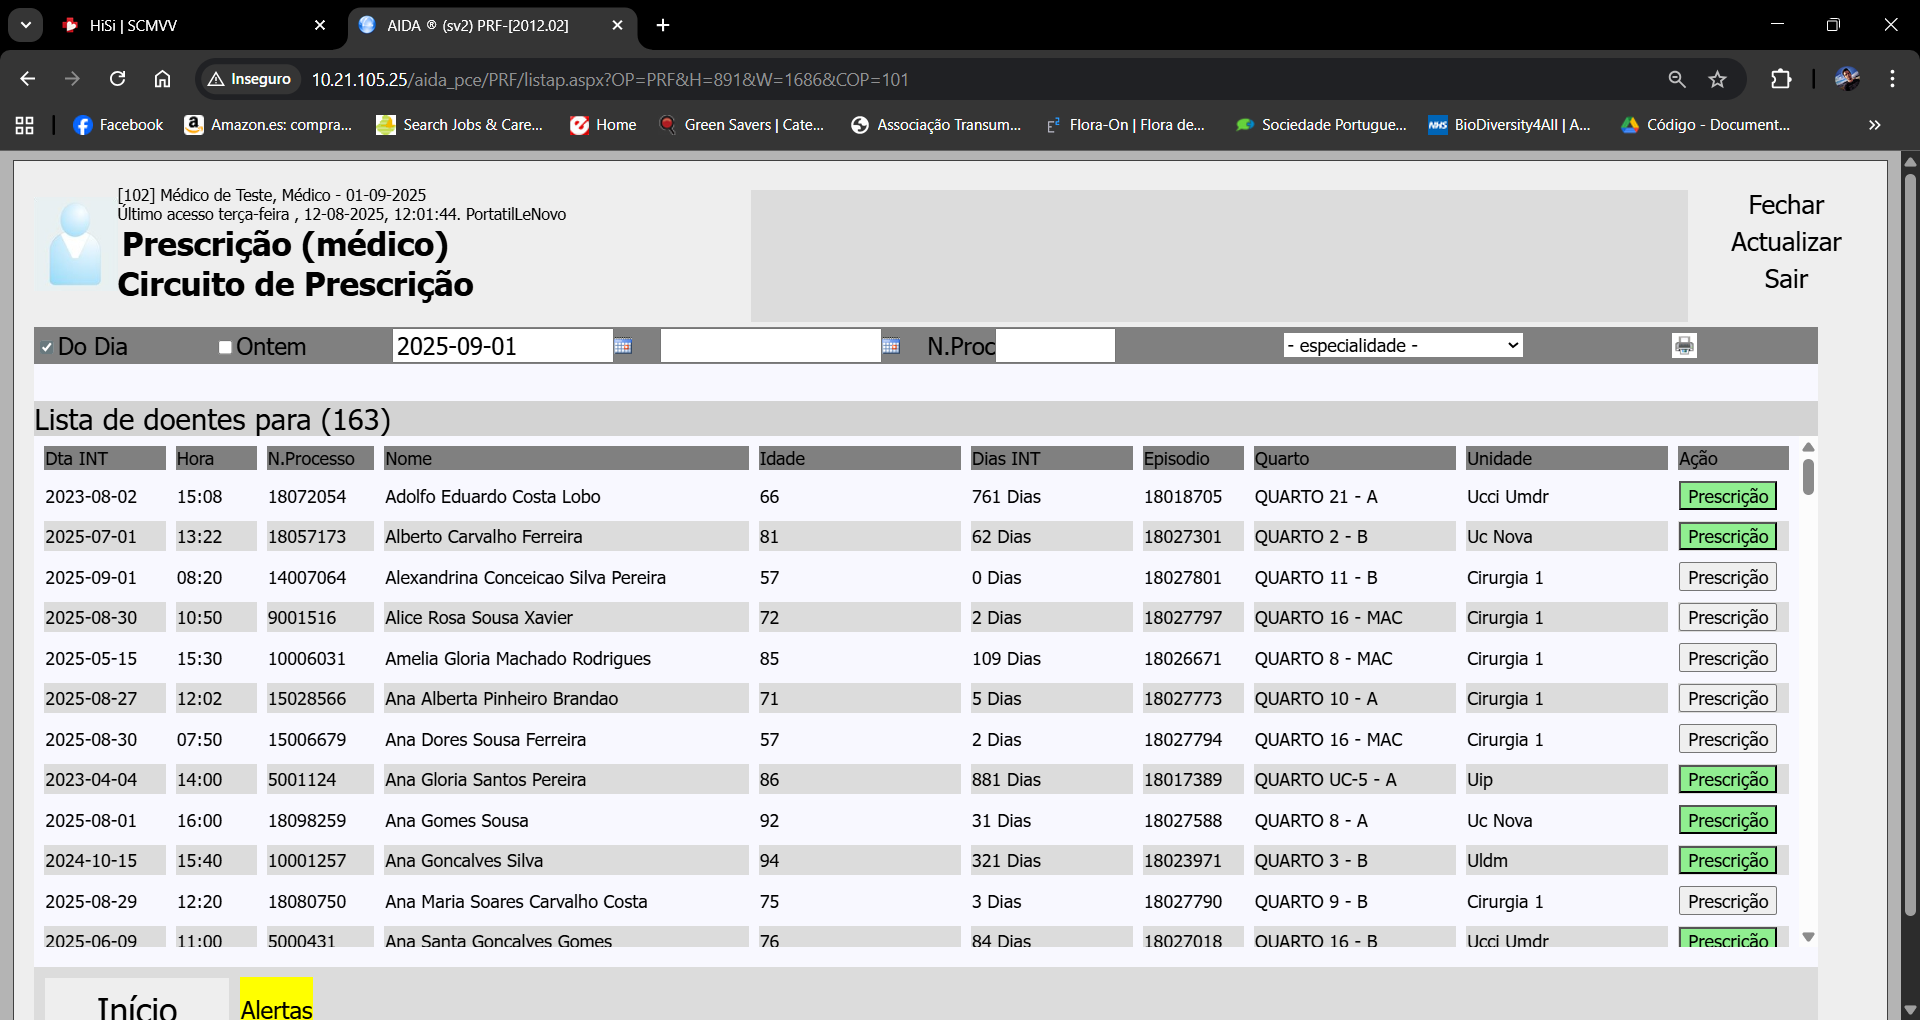 HiSi | SCMVV
AIDA ® (sv2) PRF-[2012.02]
Inseguro 10.21.105.25/aida_pce/PRF/listap.aspx?OP=PRF&H=891&W=1686&COP=101
Facebook Amazon.es: compra... Search Jobs & Care... Home Green Savers | Cate... Associação Transum... Flora-On | Flora de... Sociedade Portugue... NHS BioDiversity4All | A... Código - Document...
[102] Médico de Teste, Médico - 01-09-2025
Último acesso terça-feira , 12-08-2025, 12:01:44. PortatilLeNovo
Prescrição (médico)
Circuito de Prescrição
Fechar
Actualizar
Sair
Do Dia Ontem 2025-09-01 N.Proc - especialidade -
Lista de doentes para (163)
Dta INT Hora N.Processo Nome Idade Dias INT Episodio Quarto Unidade Ação
2023-08-02 15:08 18072054 Adolfo Eduardo Costa Lobo 66 761 Dias 18018705 QUARTO 21 - A Ucci Umdr Prescrição
2025-07-01 13:22 18057173 Alberto Carvalho Ferreira 81 62 Dias 18027301 QUARTO 2 - B Uc Nova Prescrição
2025-09-01 08:20 14007064 Alexandrina Conceicao Silva Pereira 57 0 Dias 18027801 QUARTO 11 - B Cirurgia 1 Prescrição
2025-08-30 10:50 9001516 Alice Rosa Sousa Xavier 72 2 Dias 18027797 QUARTO 16 - MAC Cirurgia 1 Prescrição
2025-05-15 15:30 10006031 Amelia Gloria Machado Rodrigues 85 109 Dias 18026671 QUARTO 8 - MAC Cirurgia 1 Prescrição
2025-08-27 12:02 15028566 Ana Alberta Pinheiro Brandao 71 5 Dias 18027773 QUARTO 10 - A Cirurgia 1 Prescrição
2025-08-30 07:50 15006679 Ana Dores Sousa Ferreira 57 2 Dias 18027794 QUARTO 16 - MAC Cirurgia 1 Prescrição
2023-04-04 14:00 5001124 Ana Gloria Santos Pereira 86 881 Dias 18017389 QUARTO UC-5 - A Uip Prescrição
2025-08-01 16:00 18098259 Ana Gomes Sousa 92 31 Dias 18027588 QUARTO 8 - A Uc Nova Prescrição
2024-10-15 15:40 10001257 Ana Goncalves Silva 94 321 Dias 18023971 QUARTO 3 - B Uldm Prescrição
2025-08-29 12:20 18080750 Ana Maria Soares Carvalho Costa 75 3 Dias 18027790 QUARTO 9 - B Cirurgia 1 Prescrição
2025-06-09 11:00 5000431 Ana Santa Goncalves Gomes 76 84 Dias 18027018 QUARTO 16 - B Ucci Umdr Prescrição
Início Alertas